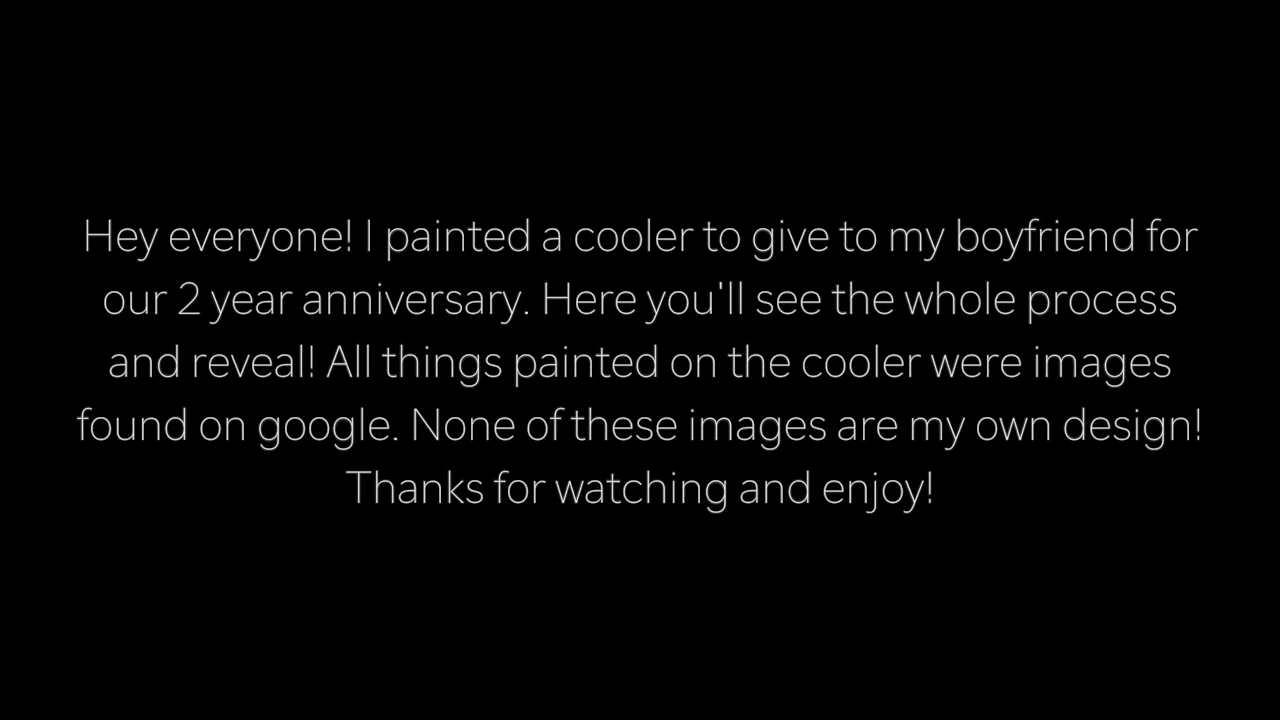 Hey everyone! I painted a cooler to give to my boyfriend for
our 2 year anniversary. Here you'll see the whole process
and reveal! All things painted on the cooler were images
found on google. None of these images are my own design!
Thanks for watching and enjoy!